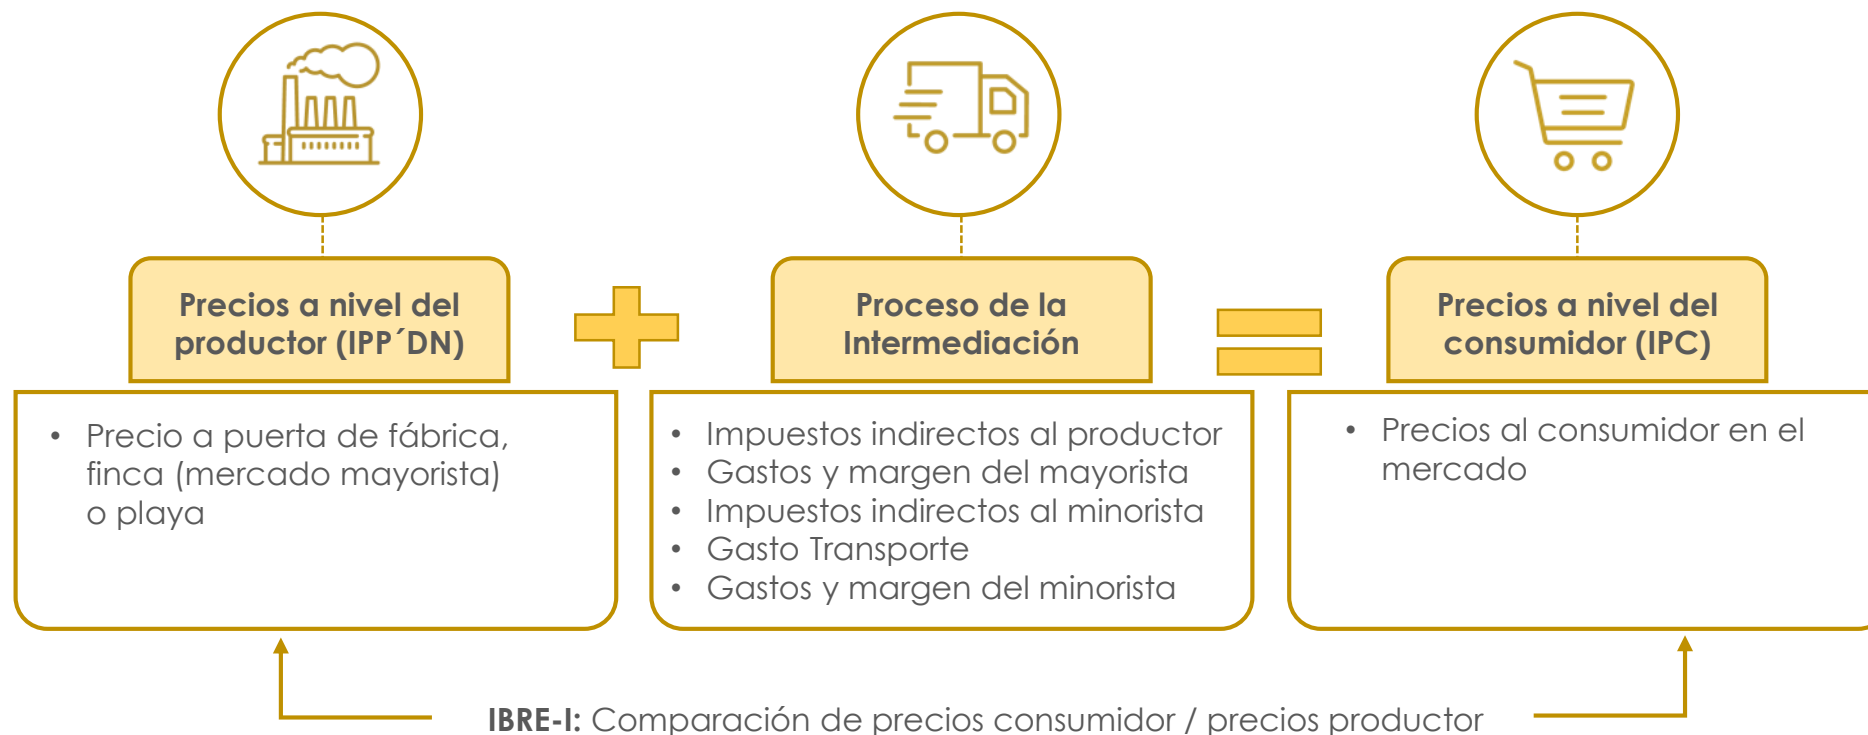 Precios a nivel del
productor (IPP´DN)
Proceso de la
Intermediación
Precios a nivel del
consumidor (IPC)
• Precio a puerta de fábrica,
finca (mercado mayorista)
o playa
• Impuestos indirectos al productor
• Gastos y margen del mayorista
• Impuestos indirectos al minorista
• Gasto Transporte
• Gastos y margen del minorista
• Precios al consumidor en el
mercado
IBRE-I: Comparación de precios consumidor / precios productor